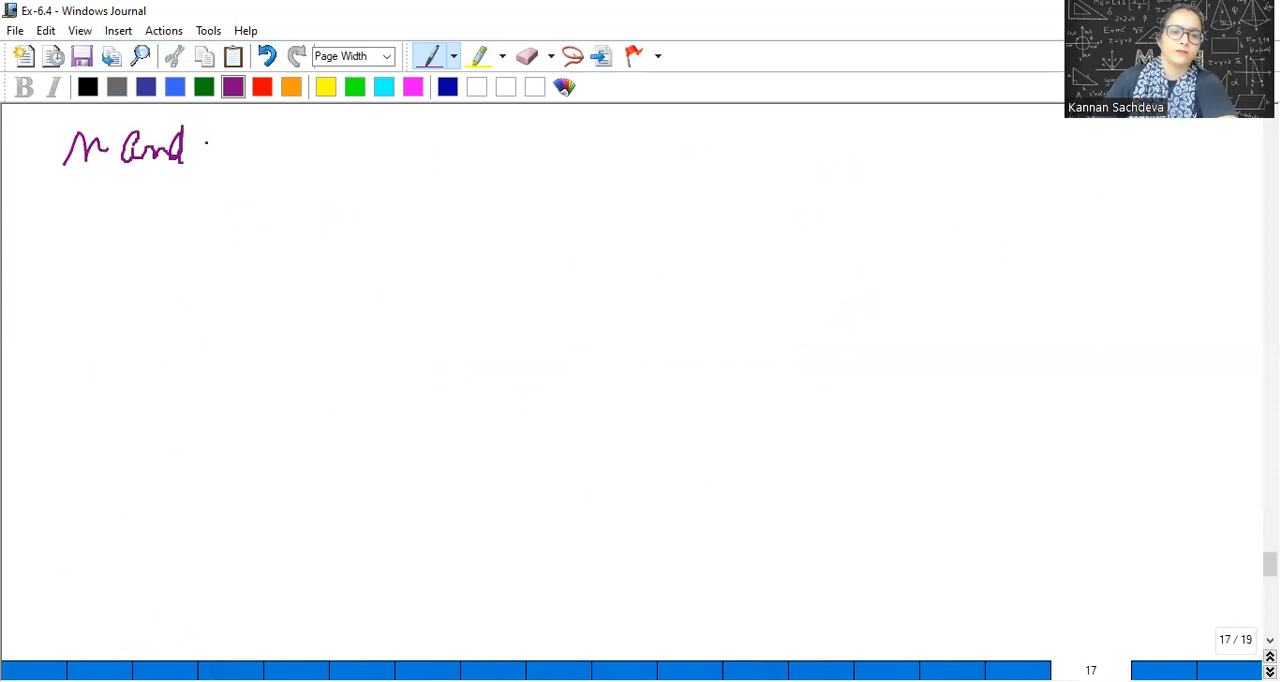 Ex-6.4 - Windows Journal
File Edit View Insert Actions Tools Help
Page Width
B I
Kannan Sachdeva
and
17 / 19
17